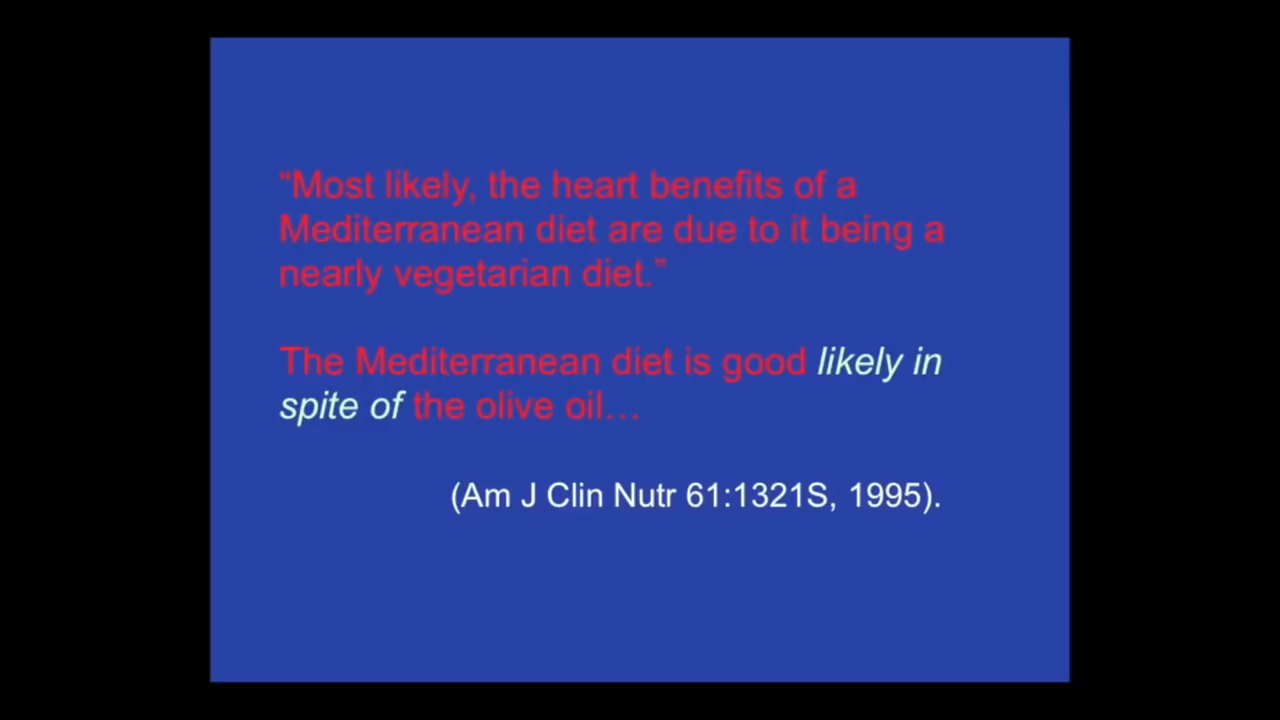 “Most likely, the heart benefits of a
Mediterranean diet are due to it being a
nearly vegetarian diet.”
The Mediterranean diet is good likely in
spite of the olive oil…
(Am J Clin Nutr 61:1321S, 1995).